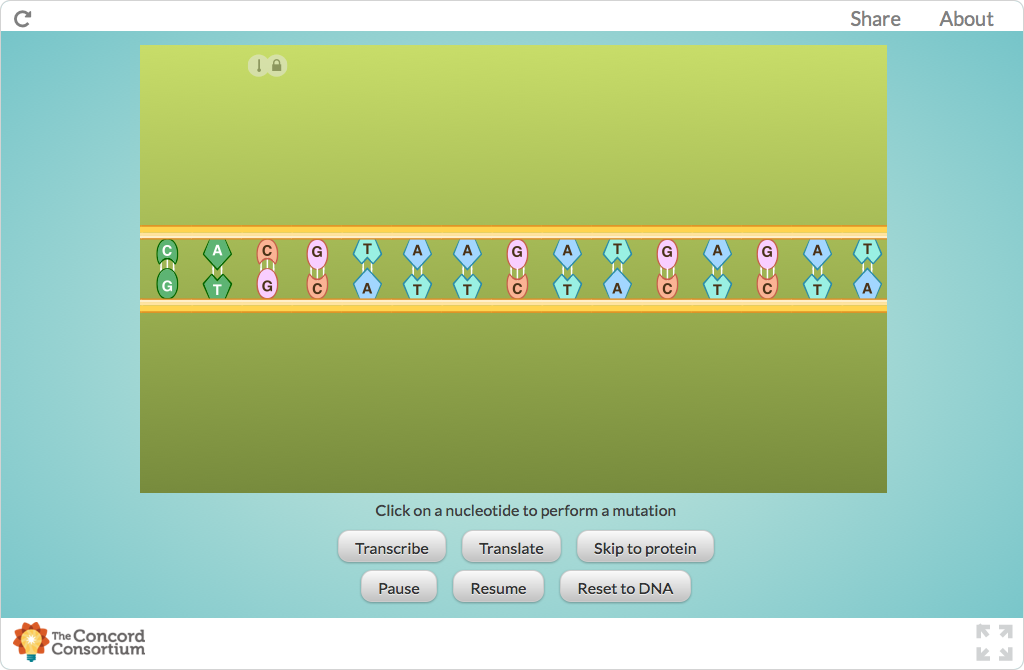 Share About
C A C G T A A G A T G A G A T
G T G C A T T C T A C T C T A
Click on a nucleotide to perform a mutation
Transcribe Translate Skip to protein
Pause Resume Reset to DNA
The Concord
Consortium